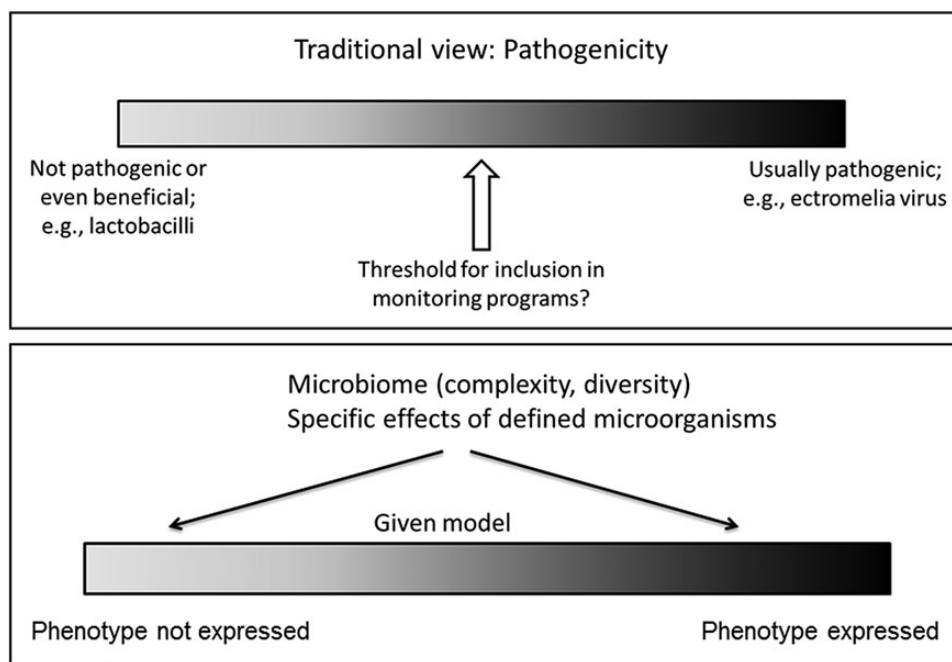 Traditional view: Pathogenicity
Not pathogenic or
even beneficial;
e.g., lactobacilli
Usually pathogenic;
e.g., ectromelia virus
Threshold for inclusion in
monitoring programs?
Microbiome (complexity, diversity)
Specific effects of defined microorganisms
Given model
Phenotype not expressed
Phenotype expressed